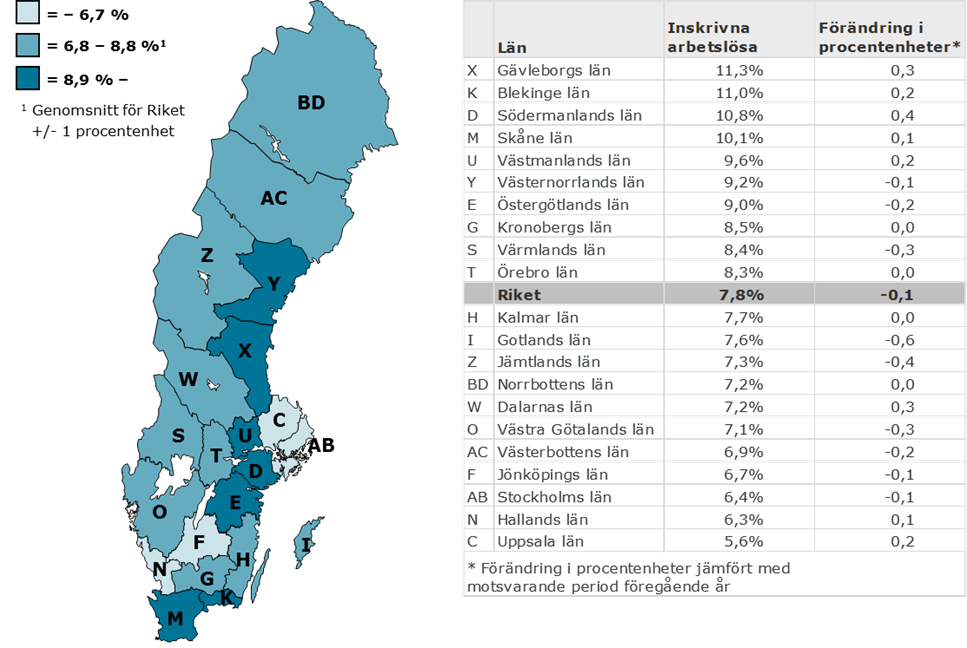 = – 6,7 %
= 6,8 – 8,8 %¹
= 8,9 % –
¹ Genomsnitt för Riket
+/- 1 procentenhet
BD
AC
Z
Y
X
W
C
S
U
AB
T
D
E
O
F
I
H
N
G
K
M
Län Inskrivna arbetslösa Förändring i procentenheter*
X Gävleborgs län 11,3% 0,3
K Blekinge län 11,0% 0,2
D Södermanlands län 10,8% 0,4
M Skåne län 10,1% 0,1
U Västmanlands län 9,6% 0,2
Y Västernorrlands län 9,2% -0,1
E Östergötlands län 9,0% -0,2
G Kronobergs län 8,5% 0,0
S Värmlands län 8,4% -0,3
T Örebro län 8,3% 0,0
Riket 7,8% -0,1
H Kalmar län 7,7% 0,0
I Gotlands län 7,6% -0,6
Z Jämtlands län 7,3% -0,4
BD Norrbottens län 7,2% 0,0
W Dalarnas län 7,2% 0,3
O Västra Götalands län 7,1% -0,3
AC Västerbottens län 6,9% -0,2
F Jönköpings län 6,7% -0,1
AB Stockholms län 6,4% -0,1
N Hallands län 6,3% 0,1
C Uppsala län 5,6% 0,2
* Förändring i procentenheter jämfört med
motsvarande period föregående år